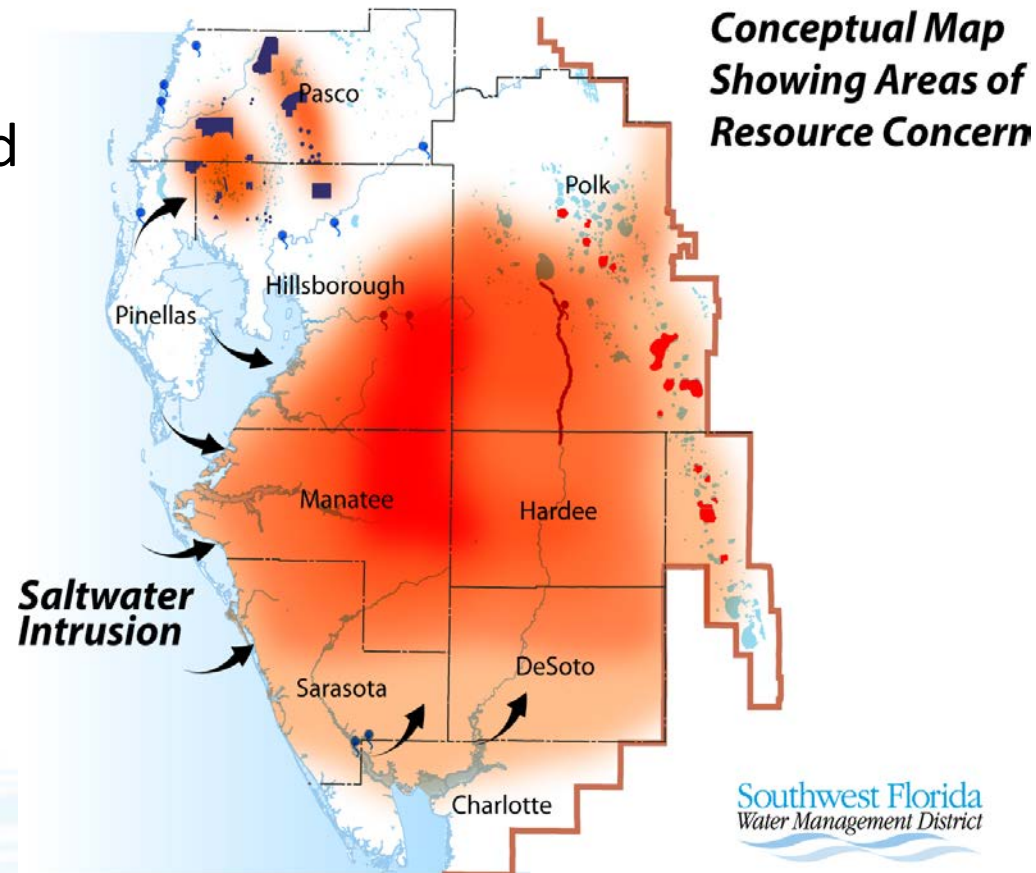 Conceptual Map
Showing Areas of
Resource Concern
d
Pasco
Polk
Hillsborough
Pinellas
Manatee
Hardee
Saltwater
Intrusion
DeSoto
Sarasota
Charlotte
Southwest Florida
Water Management District